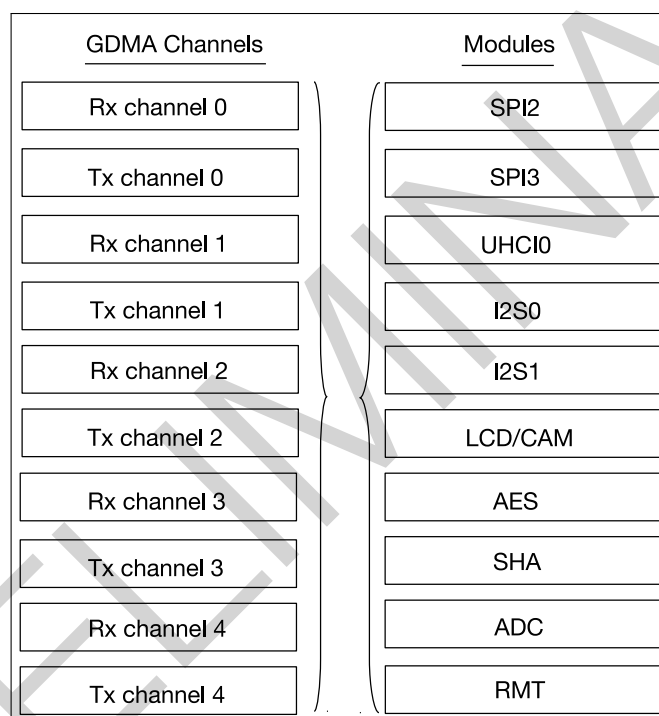 GDMA Channels Modules
Rx channel 0 SPI2
Tx channel 0 SPI3
Rx channel 1 UHCI0
Tx channel 1 I2S0
Rx channel 2 I2S1
Tx channel 2 LCD/CAM
Rx channel 3 AES
Tx channel 3 SHA
Rx channel 4 ADC
Tx channel 4 RMT
ELIMINA